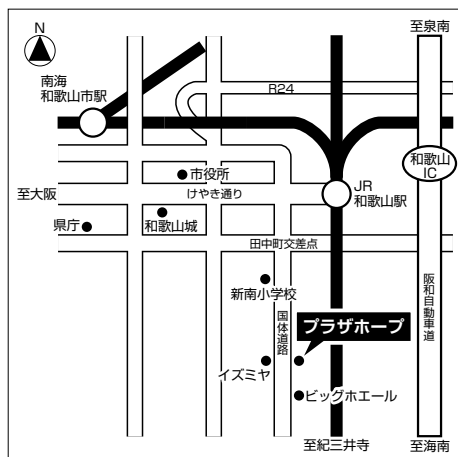 N
至泉南
南海
和歌山市駅
R24
和歌山
IC
市役所
JR
和歌山駅
至大阪
けやき通り
県庁
和歌山城
田中町交差点
新南小学校
阪和自動車道
国体道路
プラザホープ
イズミヤ
ビッグホエール
至紀三井寺
至海南